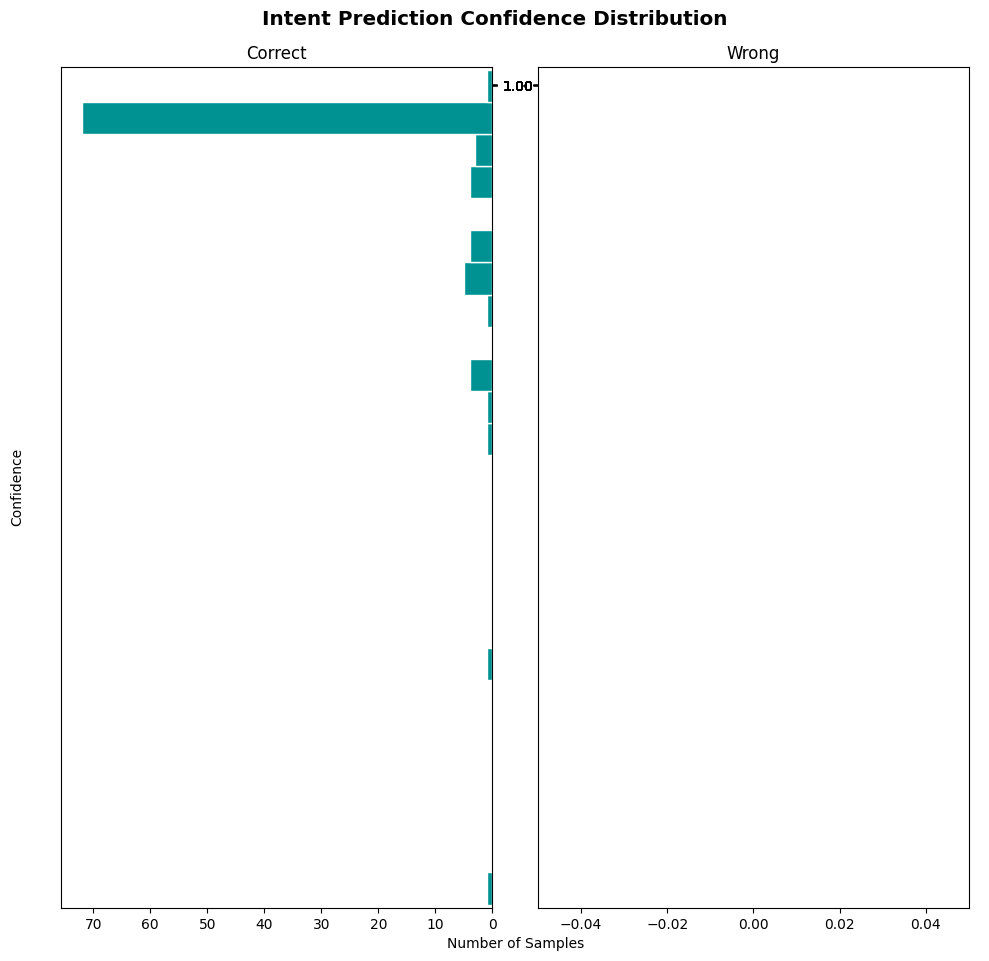 Intent Prediction Confidence Distribution
Correct
Wrong
1.00
Confidence
70 60 50 40 30 20 10 0
−0.04 −0.02 0.00 0.02 0.04
Number of Samples